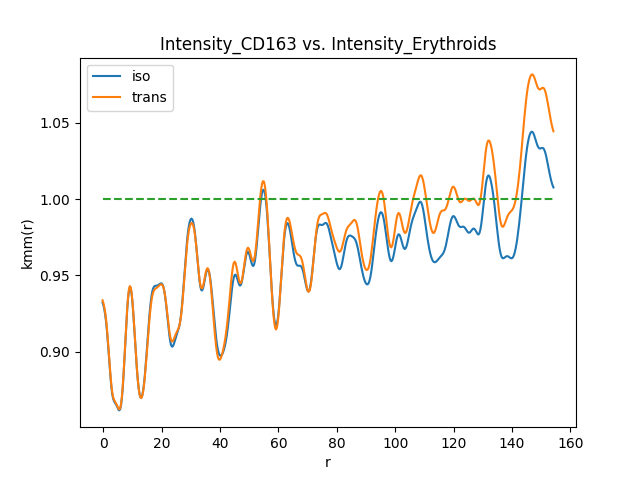 Intensity_CD163 vs. Intensity_Erythroids
iso
trans
1.05
1.00
0.95
0.90
kmm(r)
0 20 40 60 80 100 120 140 160
r